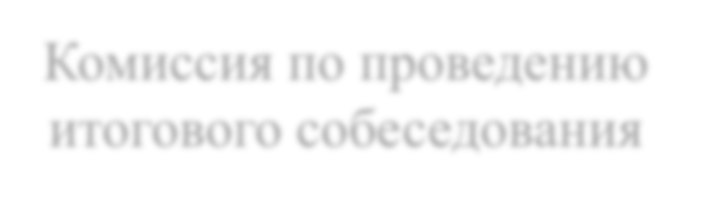 Комиссия по проведению
итогового собеседования